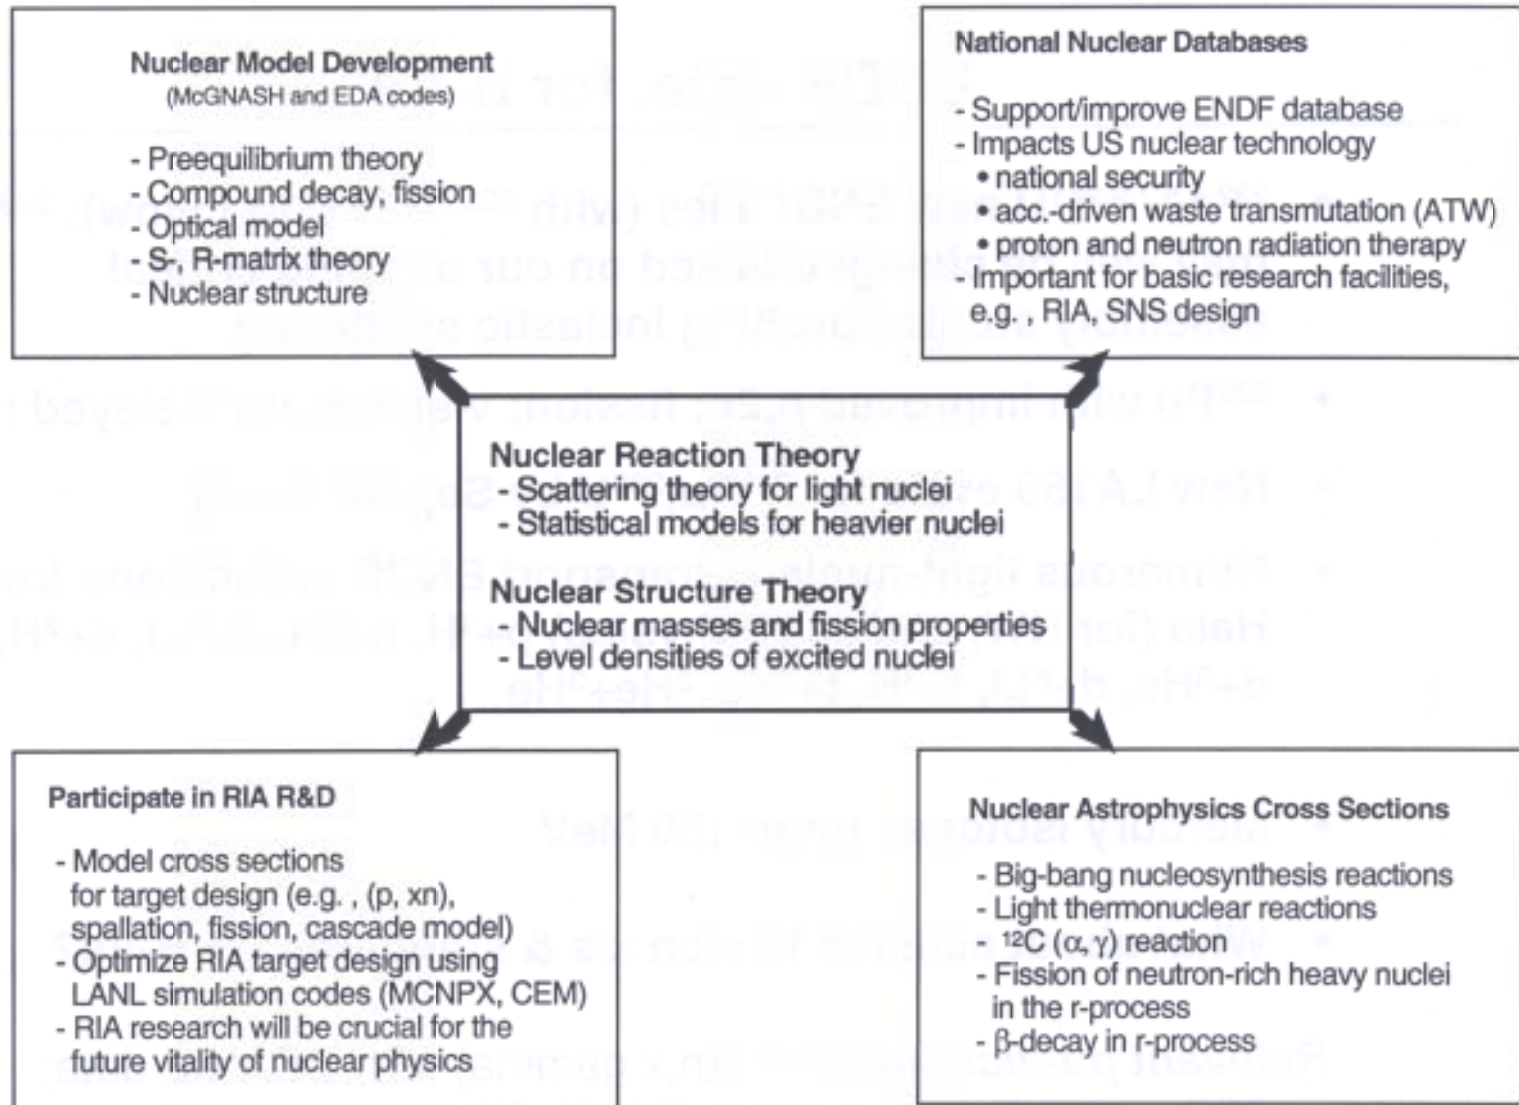 Nuclear Model Development
(McGNASH and EDA codes)
- Preequilibrium theory
- Compound decay, fission
- Optical model
- S-, R-matrix theory
- Nuclear structure
National Nuclear Databases
- Support/improve ENDF database
- Impacts US nuclear technology
• national security
• acc.-driven waste transmutation (ATW)
• proton and neutron radiation therapy
- Important for basic research facilities,
e.g. , RIA, SNS design
Nuclear Reaction Theory
- Scattering theory for light nuclei
- Statistical models for heavier nuclei
Nuclear Structure Theory
- Nuclear masses and fission properties
- Level densities of excited nuclei
Participate in RIA R&D
- Model cross sections
for target design (e.g. , (p, xn),
spallation, fission, cascade model)
- Optimize RIA target design using
LANL simulation codes (MCNPX, CEM)
- RIA research will be crucial for the
future vitality of nuclear physics
Nuclear Astrophysics Cross Sections
- Big-bang nucleosynthesis reactions
- Light thermonuclear reactions
- ¹²C (α, γ) reaction
- Fission of neutron-rich heavy nuclei
in the r-process
- β-decay in r-process